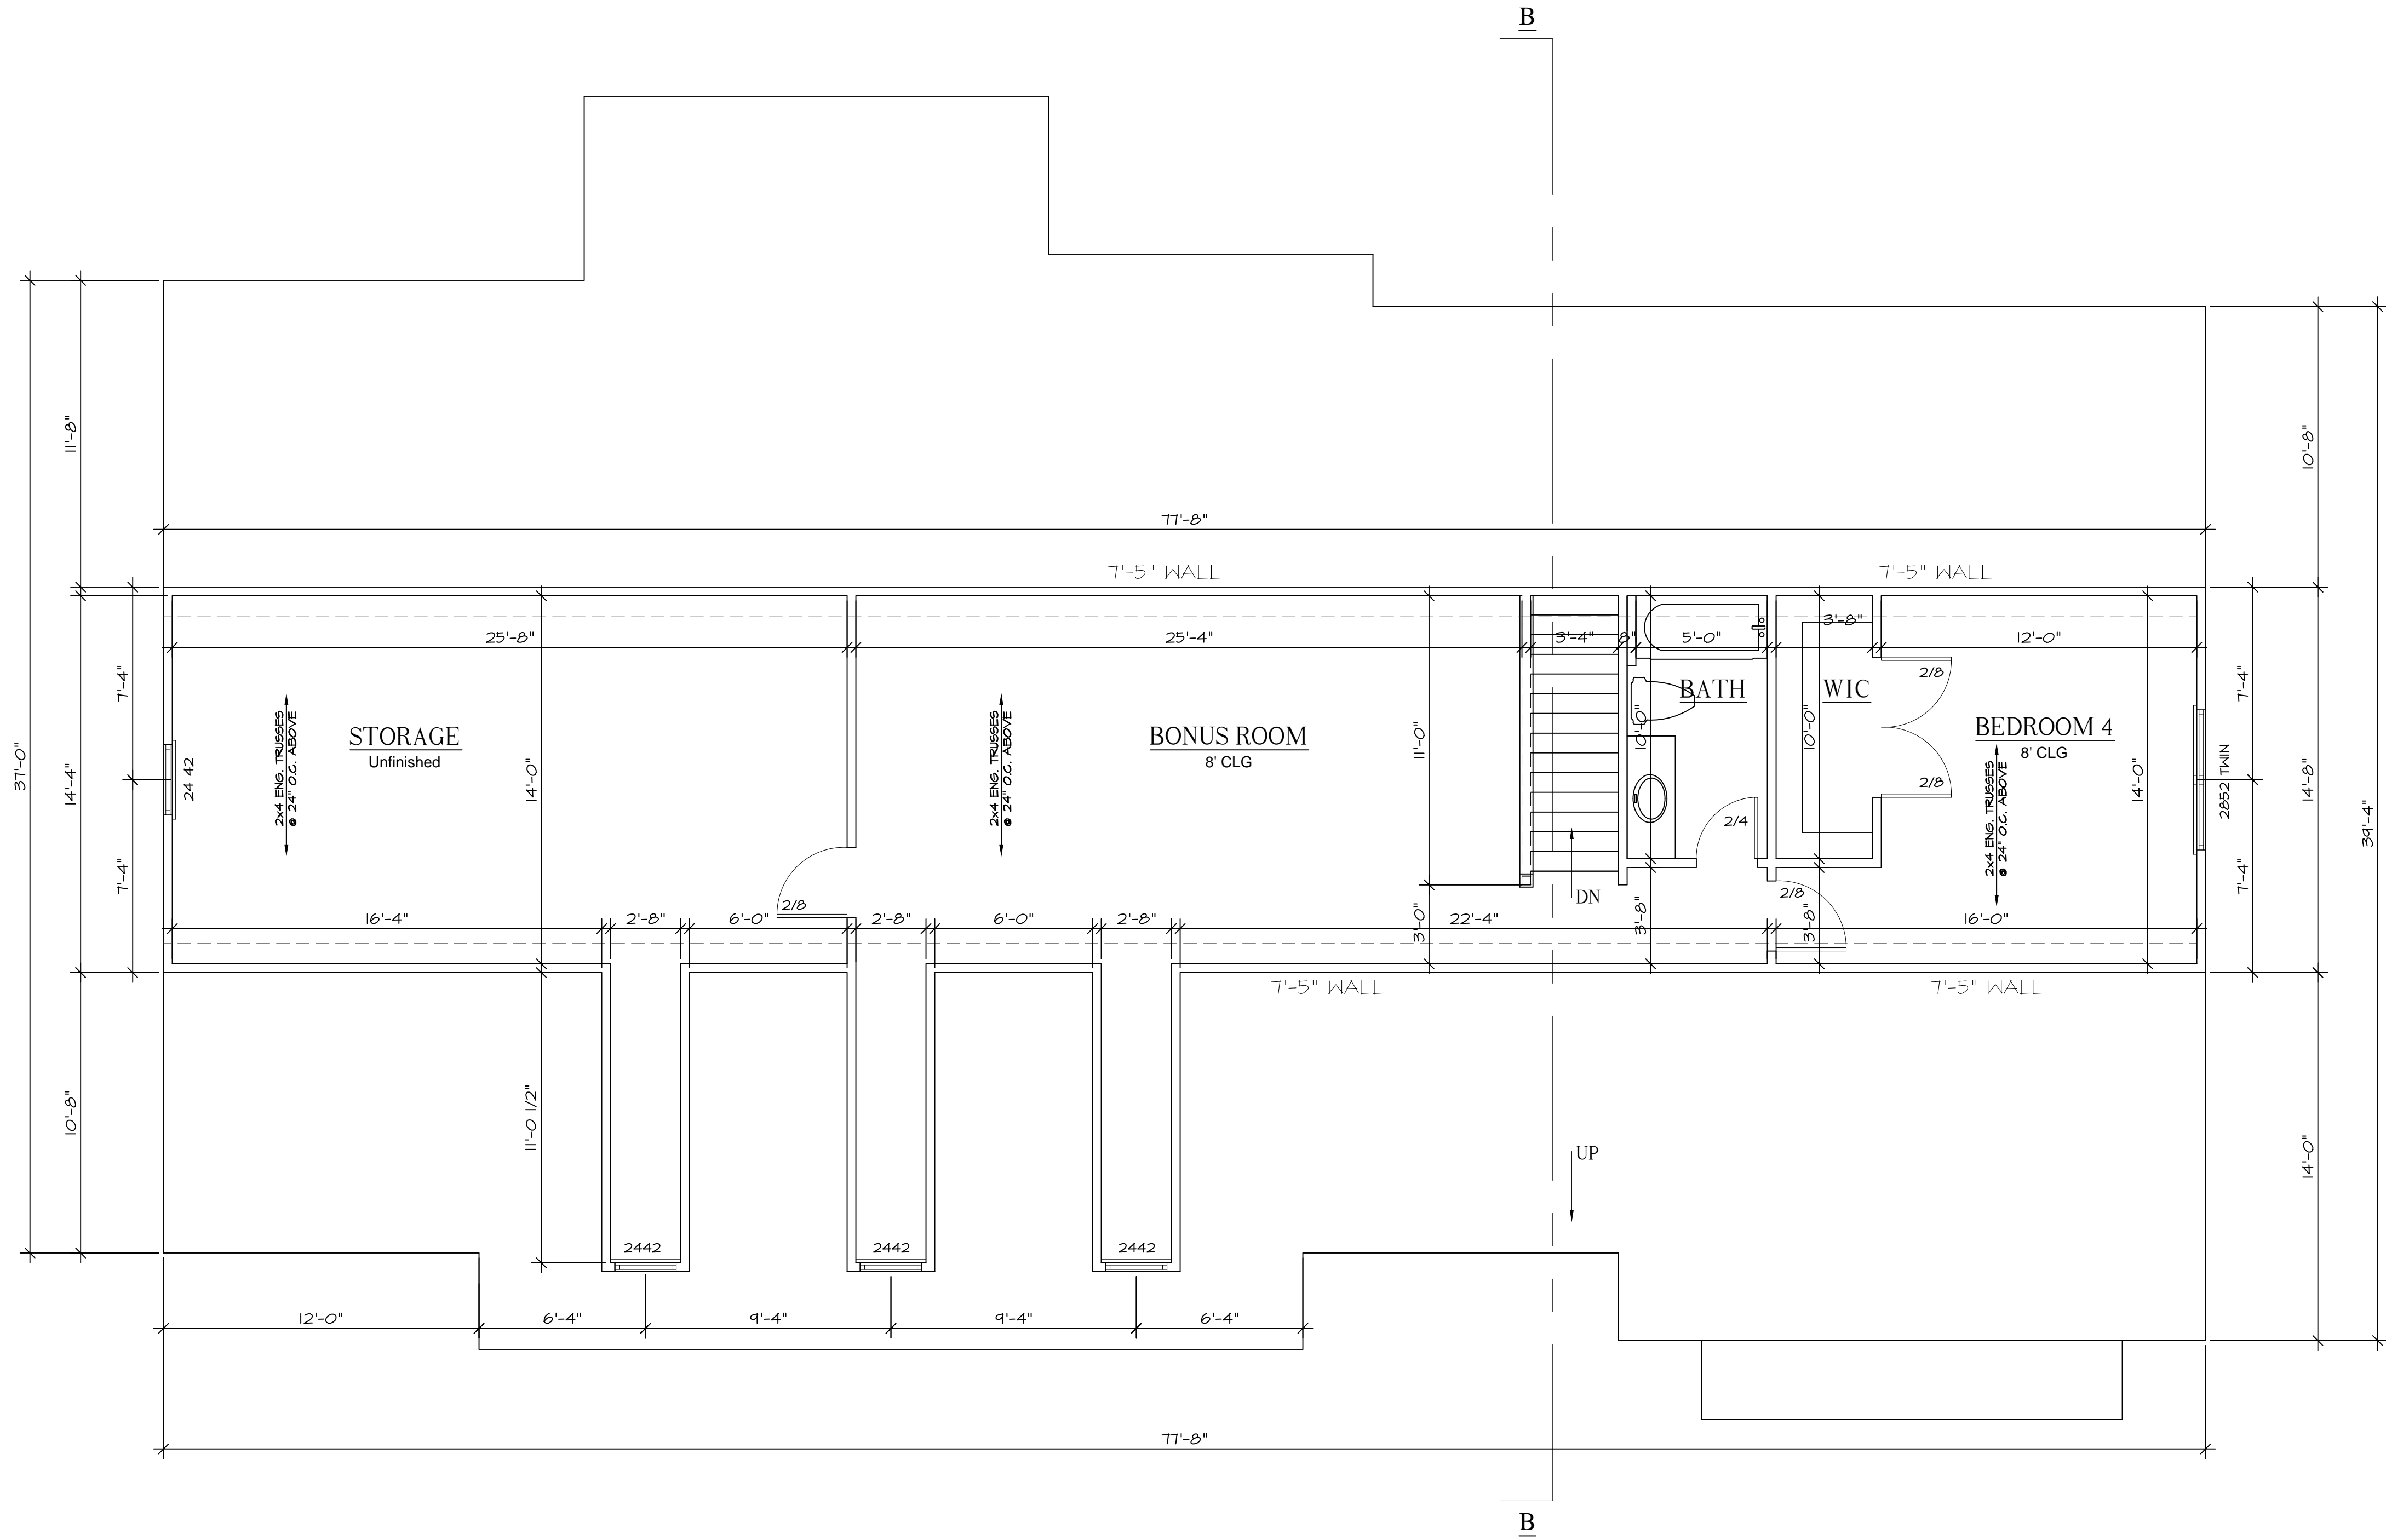 B
77'-8"
7'-5" WALL
7'-5" WALL
37'-0"
11'-8"
14'-4"
10'-8"
7'-4"
7'-4"
25'-8"
25'-4"
3'-4"
8"
5'-0"
3'-8"
12'-0"
10'-8"
14'-8"
14'-0"
39'-4"
7'-4"
7'-4"
24 42
2x4 ENG. TRUSSES
@ 24" O.C. ABOVE
STORAGE
Unfinished
14'-0"
2x4 ENG. TRUSSES
@ 24" O.C. ABOVE
BONUS ROOM
8' CLG
11'-0"
3'-0"
DN
BATH
10'-0"
2/4
3'-8"
WIC
10'-0"
3'-8"
2/8
2/8
2/8
BEDROOM 4
8' CLG
2x4 ENG. TRUSSES
@ 24" O.C. ABOVE
14'-0"
2852 TWIN
2/8
16'-4"
2'-8"
6'-0"
2'-8"
6'-0"
2'-8"
22'-4"
16'-0"
7'-5" WALL
7'-5" WALL
11'-0 1/2"
UP
2442
2442
2442
12'-0"
6'-4"
9'-4"
9'-4"
6'-4"
77'-8"
B